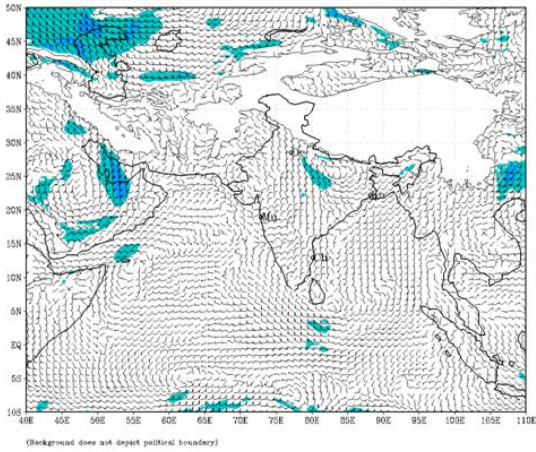 50N
45N
40N
35N
30N
25N
20N
15N
10N
5N
EQ
5S
10S
Mu
Ch
40E 45E 50E 55E 60E 65E 70E 75E 80E 85E 90E 95E 100E 105E 110E
(Background does not depict political boundary)